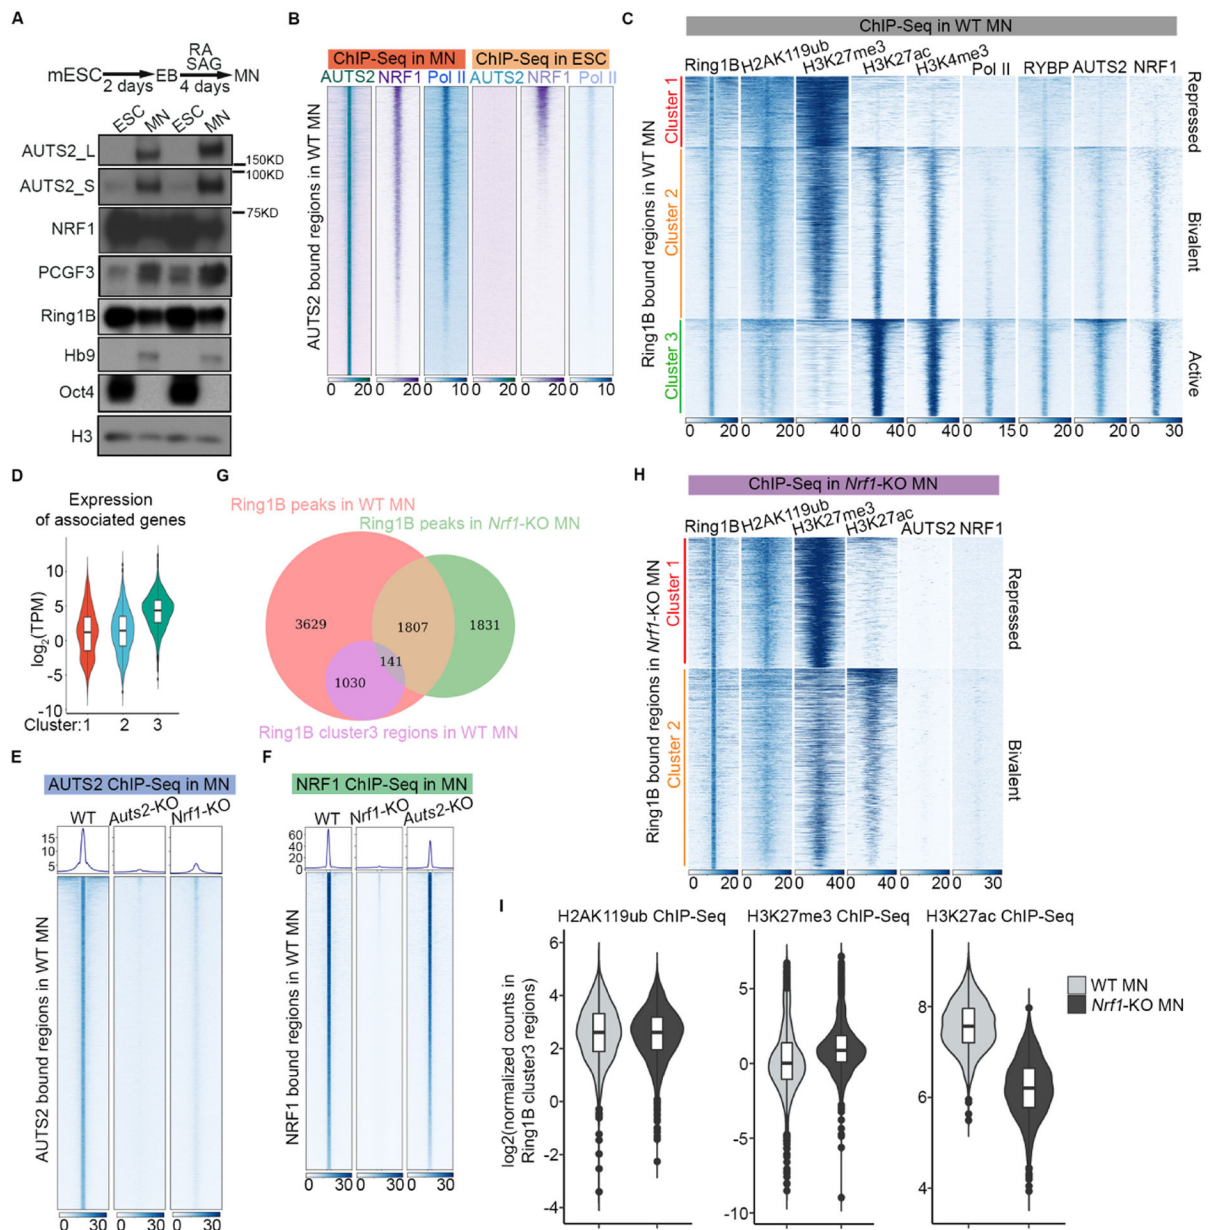 A
RA
SAG
mESC
EB
MN
2 days
4 days
ESC
MN
ESC
MN
AUTS2_L
150KD
100KD
AUTS2_S
75KD
NRF1
PCGF3
Ring1B
Hb9
Oct4
H3
B
ChIP-Seq in MN
ChIP-Seq in ESC
AUTS2 NRF1 Pol II AUTS2 NRF1 Pol II
AUTS2 bound regions in WT MN
0 20 0 20 0 10 0 20 0 20 0 10
C
ChIP-Seq in WT MN
Ring1B H2AK119ub H3K27me3 H3K27ac H3K4me3 Pol II RYBP AUTS2 NRF1
Ring1B bound regions in WT MN
Cluster 1
Cluster 2
Cluster 3
Repressed
Bivalent
Active
0 20 0 20 0 40 0 40 0 40 0 15 0 20 0 20 0 30
D
Expression
of associated genes
log2(TPM)
10
5
0
-5
-10
Cluster: 1 2 3
G
Ring1B peaks in WT MN
Ring1B peaks in Nrf1-KO MN
3629
1807
1831
141
1030
Ring1B cluster3 regions in WT MN
H
ChIP-Seq in Nrf1-KO MN
Ring1B H2AK119ub H3K27me3 H3K27ac AUTS2 NRF1
Ring1B bound regions in Nrf1-KO MN
Cluster 1
Cluster 2
Repressed
Bivalent
0 20 0 20 0 40 0 40 0 20 0 30
E
AUTS2 ChIP-Seq in MN
WT Auts2-KO Nrf1-KO
15
10
5
AUTS2 bound regions in WT MN
0 30 0 30 0 30
F
NRF1 ChIP-Seq in MN
WT Nrf1-KO Auts2-KO
60
40
20
0
NRF1 bound regions in WT MN
0 30 0 30 0 30
I
H2AK119ub ChIP-Seq
H3K27me3 ChIP-Seq
H3K27ac ChIP-Seq
log2(normalized counts in
Ring1B cluster3 regions)
6
4
2
0
-2
-4
5
0
-5
-10
8
6
4
WT MN
Nrf1-KO MN